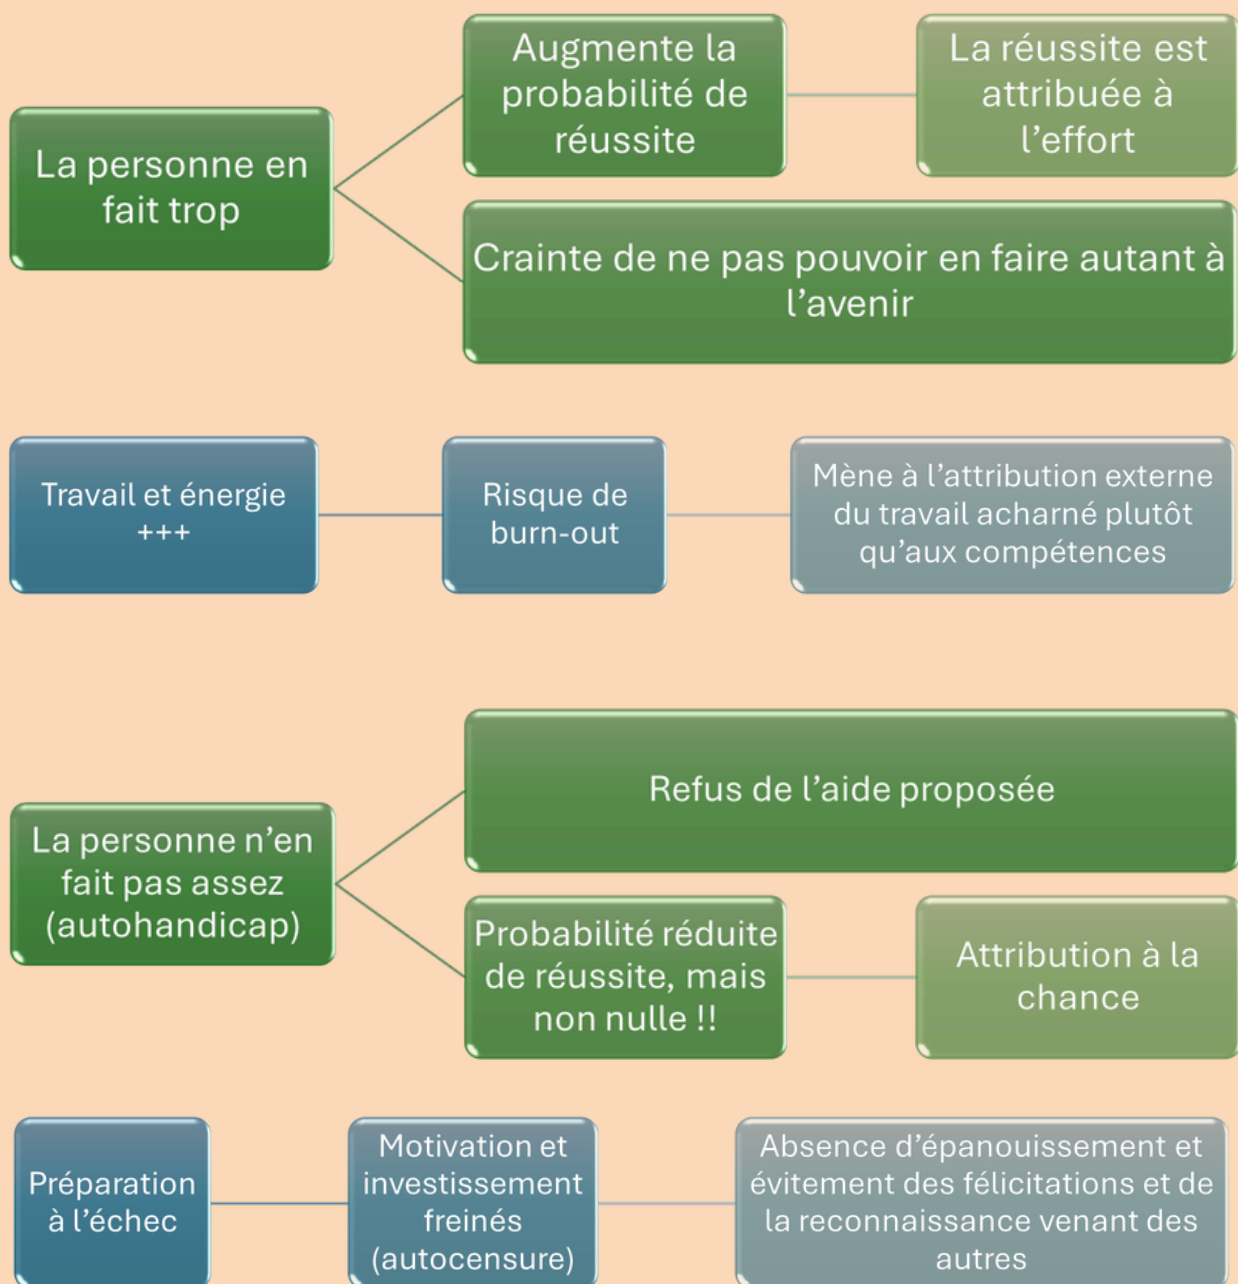 La personne en
fait trop
Augmente la
probabilité de
réussite
La réussite est
attribuée à
l’effort
Crainte de ne pas pouvoir en faire autant à
l’avenir
Travail et énergie
+++
Risque de
burn-out
Mène à l’attribution externe
du travail acharné plutôt
qu’aux compétences
La personne n’en
fait pas assez
(autohandicap)
Refus de l’aide proposée
Probabilité réduite
de réussite, mais
non nulle !!
Attribution à la
chance
Préparation
à l’échec
Motivation et
investissement
freinés
(autocensure)
Absence d’épanouissement et
évitement des félicitations et de
la reconnaissance venant des
autres